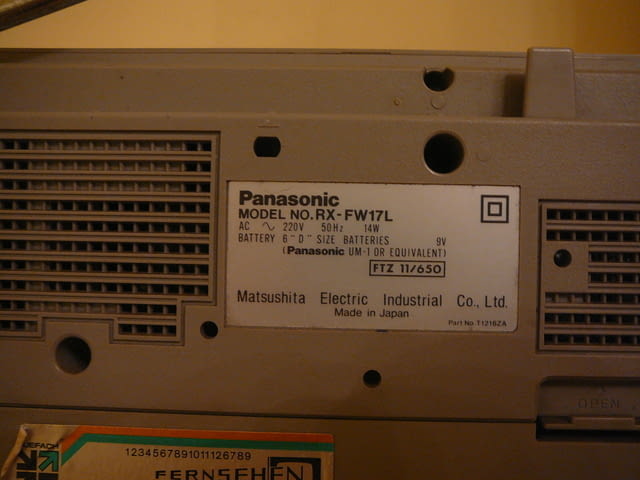 Panasonic
MODEL NO. RX-FW17L
AC ∿ 220V 50Hz 14W
BATTERY 6 "D" SIZE BATTERIES 9V
(Panasonic UM-1 OR EQUIVALENT)
FTZ 11/650
Matsushita Electric Industrial Co., Ltd.
Made in Japan
Part No. T1216ZA
OPEN
1234567891011126789
FERNSEHEN